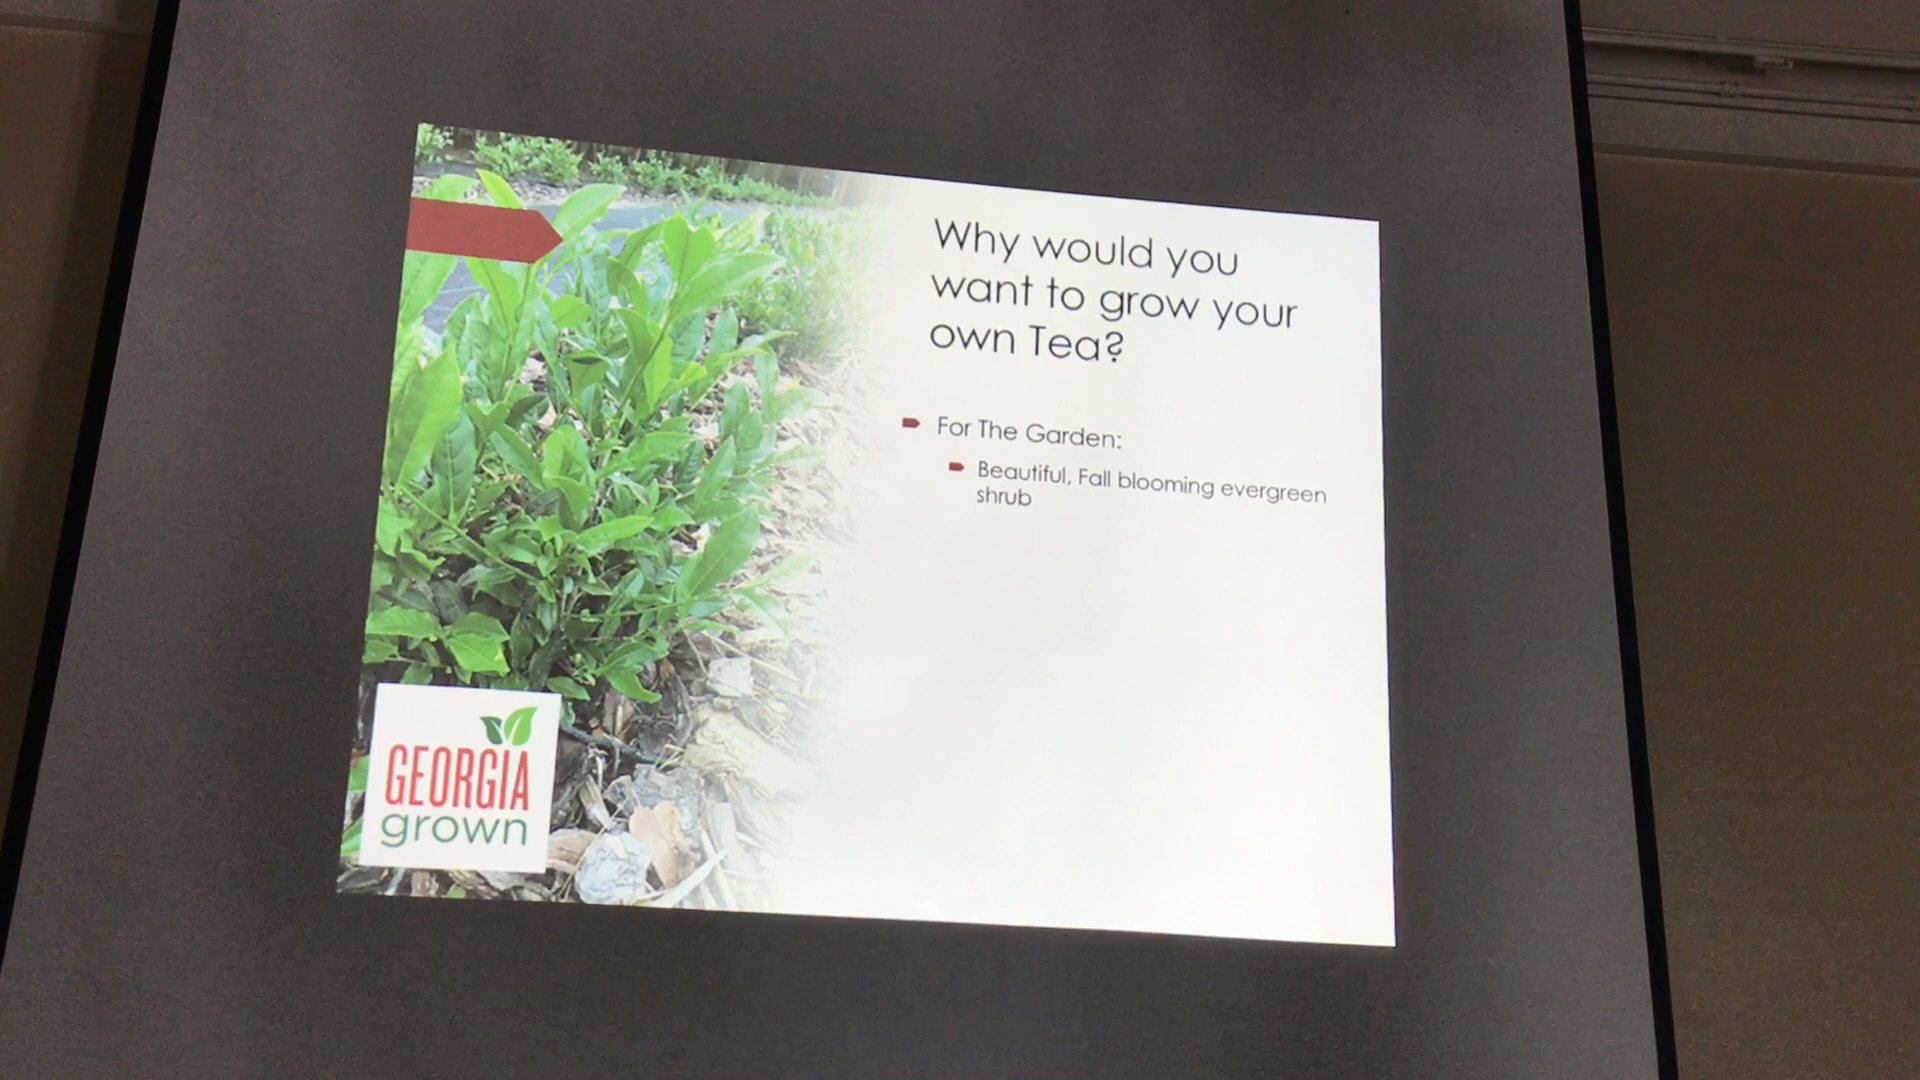 Why would you
want to grow your
own Tea?
For The Garden:
Beautiful, Fall blooming evergreen
shrub
GEORGIA
grown